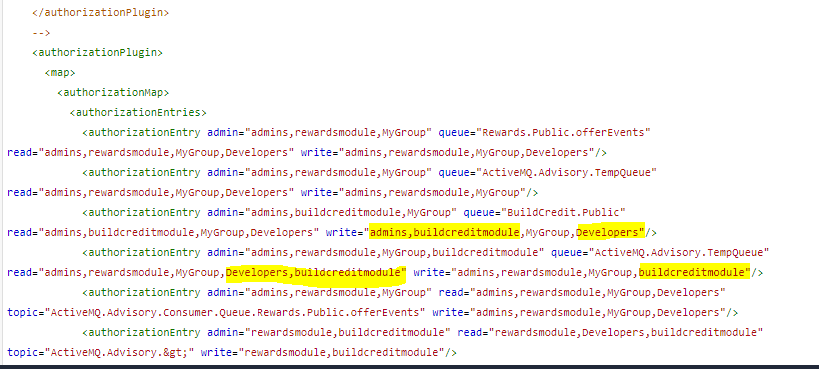 </authorizationPlugin>
-->
<authorizationPlugin>
<map>
<authorizationMap>
<authorizationEntries>
<authorizationEntry admin="admins,rewardsmodule,MyGroup" queue="Rewards.Public.offerEvents"
read="admins,rewardsmodule,MyGroup,Developers" write="admins,rewardsmodule,MyGroup,Developers"/>
<authorizationEntry admin="admins,rewardsmodule,MyGroup" queue="ActiveMQ.Advisory.TempQueue"
read="admins,rewardsmodule,MyGroup,Developers" write="admins,rewardsmodule,MyGroup"/>
<authorizationEntry admin="admins,buildcreditmodule,MyGroup" queue="BuildCredit.Public"
read="admins,buildcreditmodule,MyGroup,Developers" write="admins,buildcreditmodule,MyGroup,Developers"/>
<authorizationEntry admin="admins,rewardsmodule,MyGroup,buildcreditmodule" queue="ActiveMQ.Advisory.TempQueue"
read="admins,rewardsmodule,MyGroup,Developers,buildcreditmodule" write="admins,rewardsmodule,MyGroup,buildcreditmodule"/>
<authorizationEntry admin="admins,rewardsmodule,MyGroup" read="admins,rewardsmodule,MyGroup,Developers"
topic="ActiveMQ.Advisory.Consumer.Queue.Rewards.Public.offerEvents" write="admins,rewardsmodule,MyGroup,Developers"/>
<authorizationEntry admin="rewardsmodule,buildcreditmodule" read="rewardsmodule,Developers,buildcreditmodule"
topic="ActiveMQ.Advisory.&gt;" write="rewardsmodule,buildcreditmodule"/>